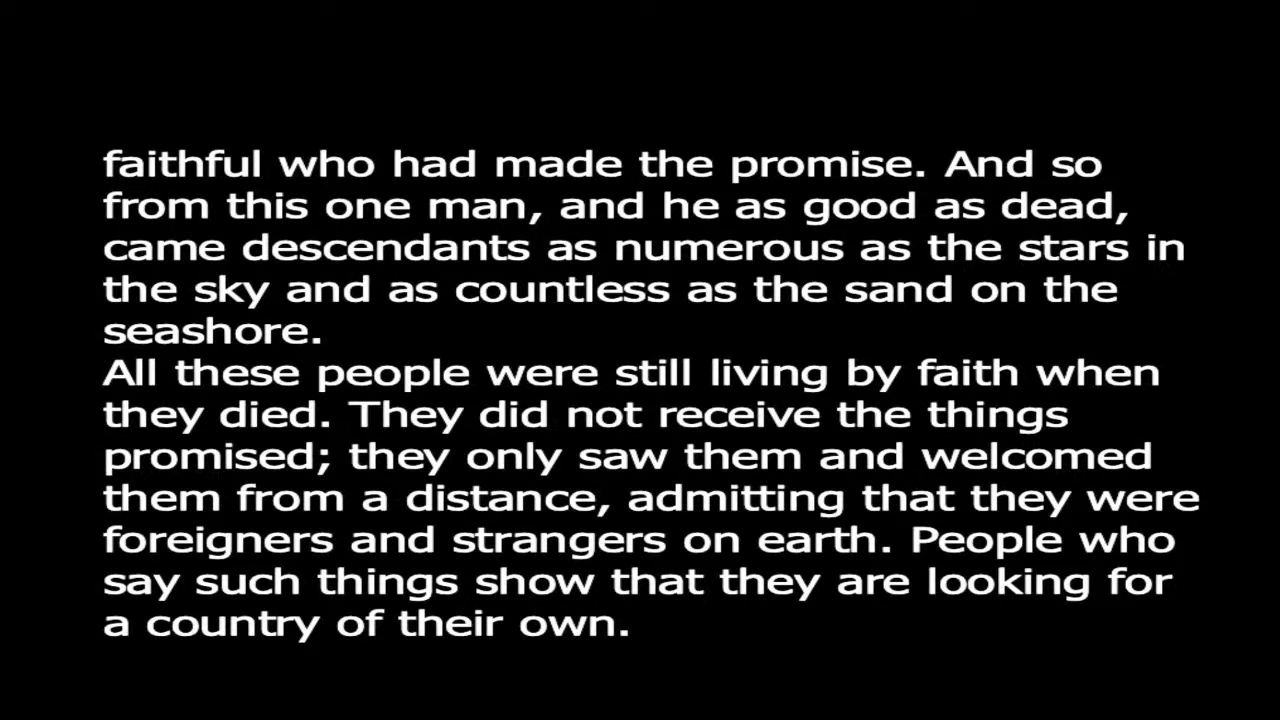 faithful who had made the promise. And so
from this one man, and he as good as dead,
came descendants as numerous as the stars in
the sky and as countless as the sand on the
seashore.
All these people were still living by faith when
they died. They did not receive the things
promised; they only saw them and welcomed
them from a distance, admitting that they were
foreigners and strangers on earth. People who
say such things show that they are looking for
a country of their own.